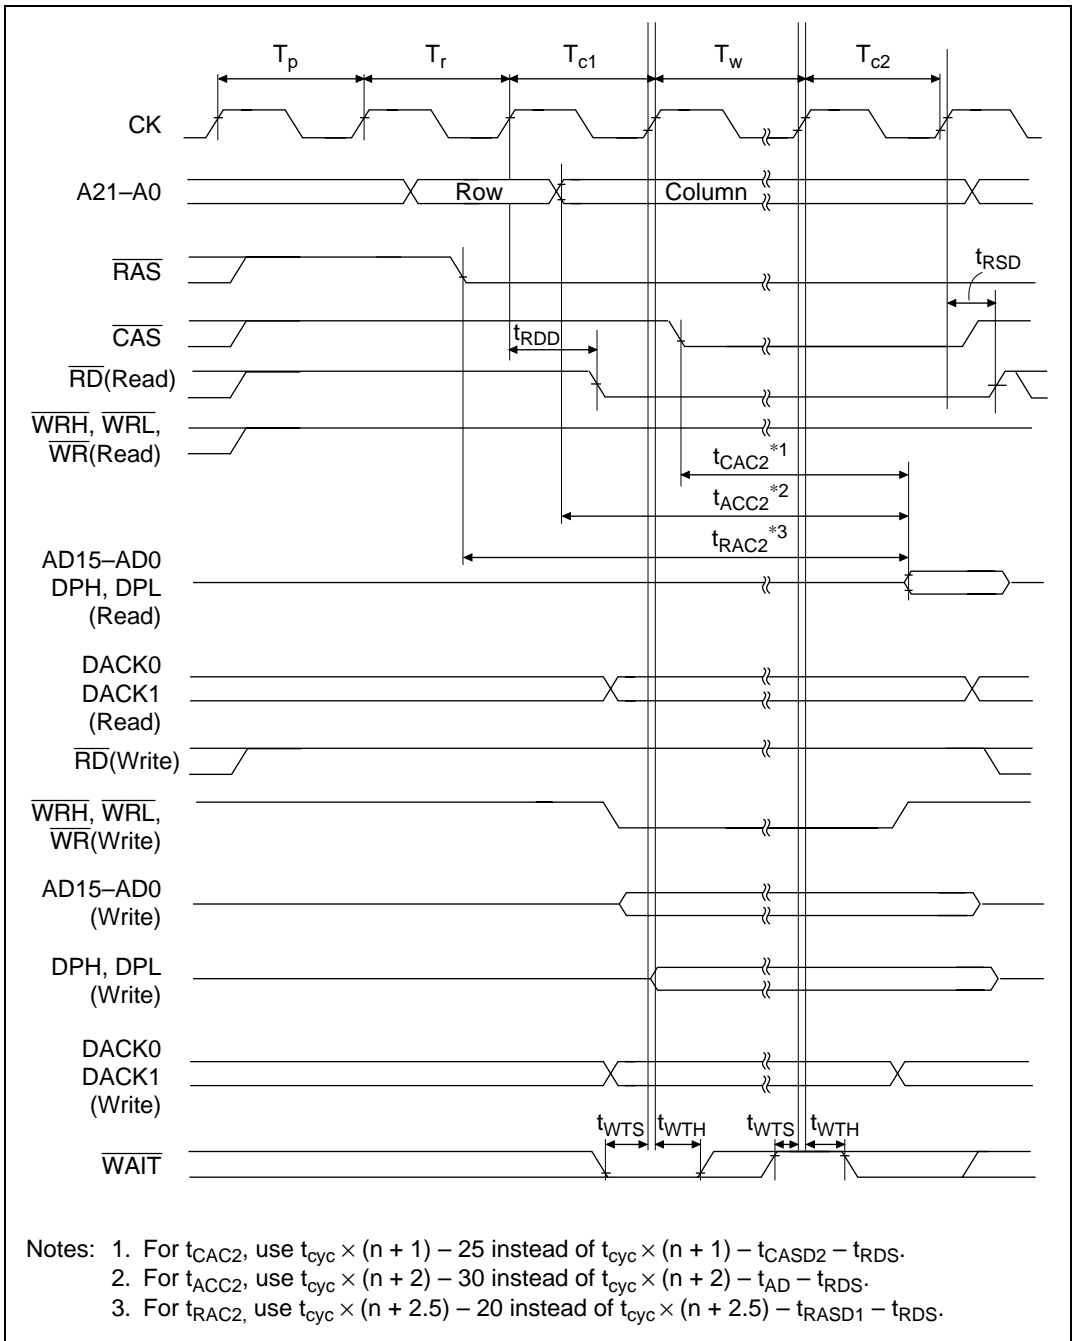 Tp Tr Tc1 Tw Tc2
CK
A21–A0 Row Column
RAS
tRSD
CAS
tRDD
RD(Read)
WRH, WRL,
WR(Read)
tCAC2*1
tACC2*2
tRAC2*3
AD15–AD0
DPH, DPL
(Read)
DACK0
DACK1
(Read)
RD(Write)
WRH, WRL,
WR(Write)
AD15–AD0
(Write)
DPH, DPL
(Write)
DACK0
DACK1
(Write)
tWTS tWTH tWTS tWTH
WAIT
Notes: 1. For tCAC2, use tcyc × (n + 1) – 25 instead of tcyc × (n + 1) – tCASD2 – tRDS.
2. For tACC2, use tcyc × (n + 2) – 30 instead of tcyc × (n + 2) – tAD – tRDS.
3. For tRAC2, use tcyc × (n + 2.5) – 20 instead of tcyc × (n + 2.5) – tRASD1 – tRDS.